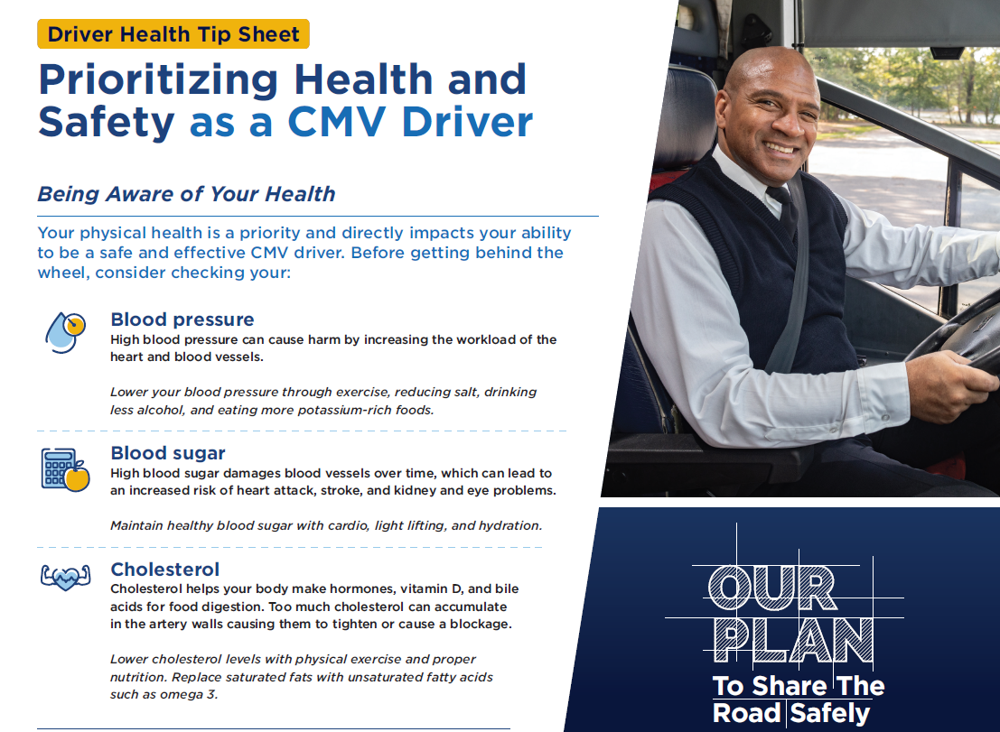 Driver Health Tip Sheet
Prioritizing Health and
Safety as a CMV Driver
Being Aware of Your Health
Your physical health is a priority and directly impacts your ability
to be a safe and effective CMV driver. Before getting behind the
wheel, consider checking your:
Blood pressure
High blood pressure can cause harm by increasing the workload of the
heart and blood vessels.
Lower your blood pressure through exercise, reducing salt, drinking
less alcohol, and eating more potassium-rich foods.
Blood sugar
High blood sugar damages blood vessels over time, which can lead to
an increased risk of heart attack, stroke, and kidney and eye problems.
Maintain healthy blood sugar with cardio, light lifting, and hydration.
Cholesterol
Cholesterol helps your body make hormones, vitamin D, and bile
acids for food digestion. Too much cholesterol can accumulate
in the artery walls causing them to tighten or cause a blockage.
Lower cholesterol levels with physical exercise and proper
nutrition. Replace saturated fats with unsaturated fatty acids
such as omega 3.
OUR
PLAN
To Share The
Road Safely